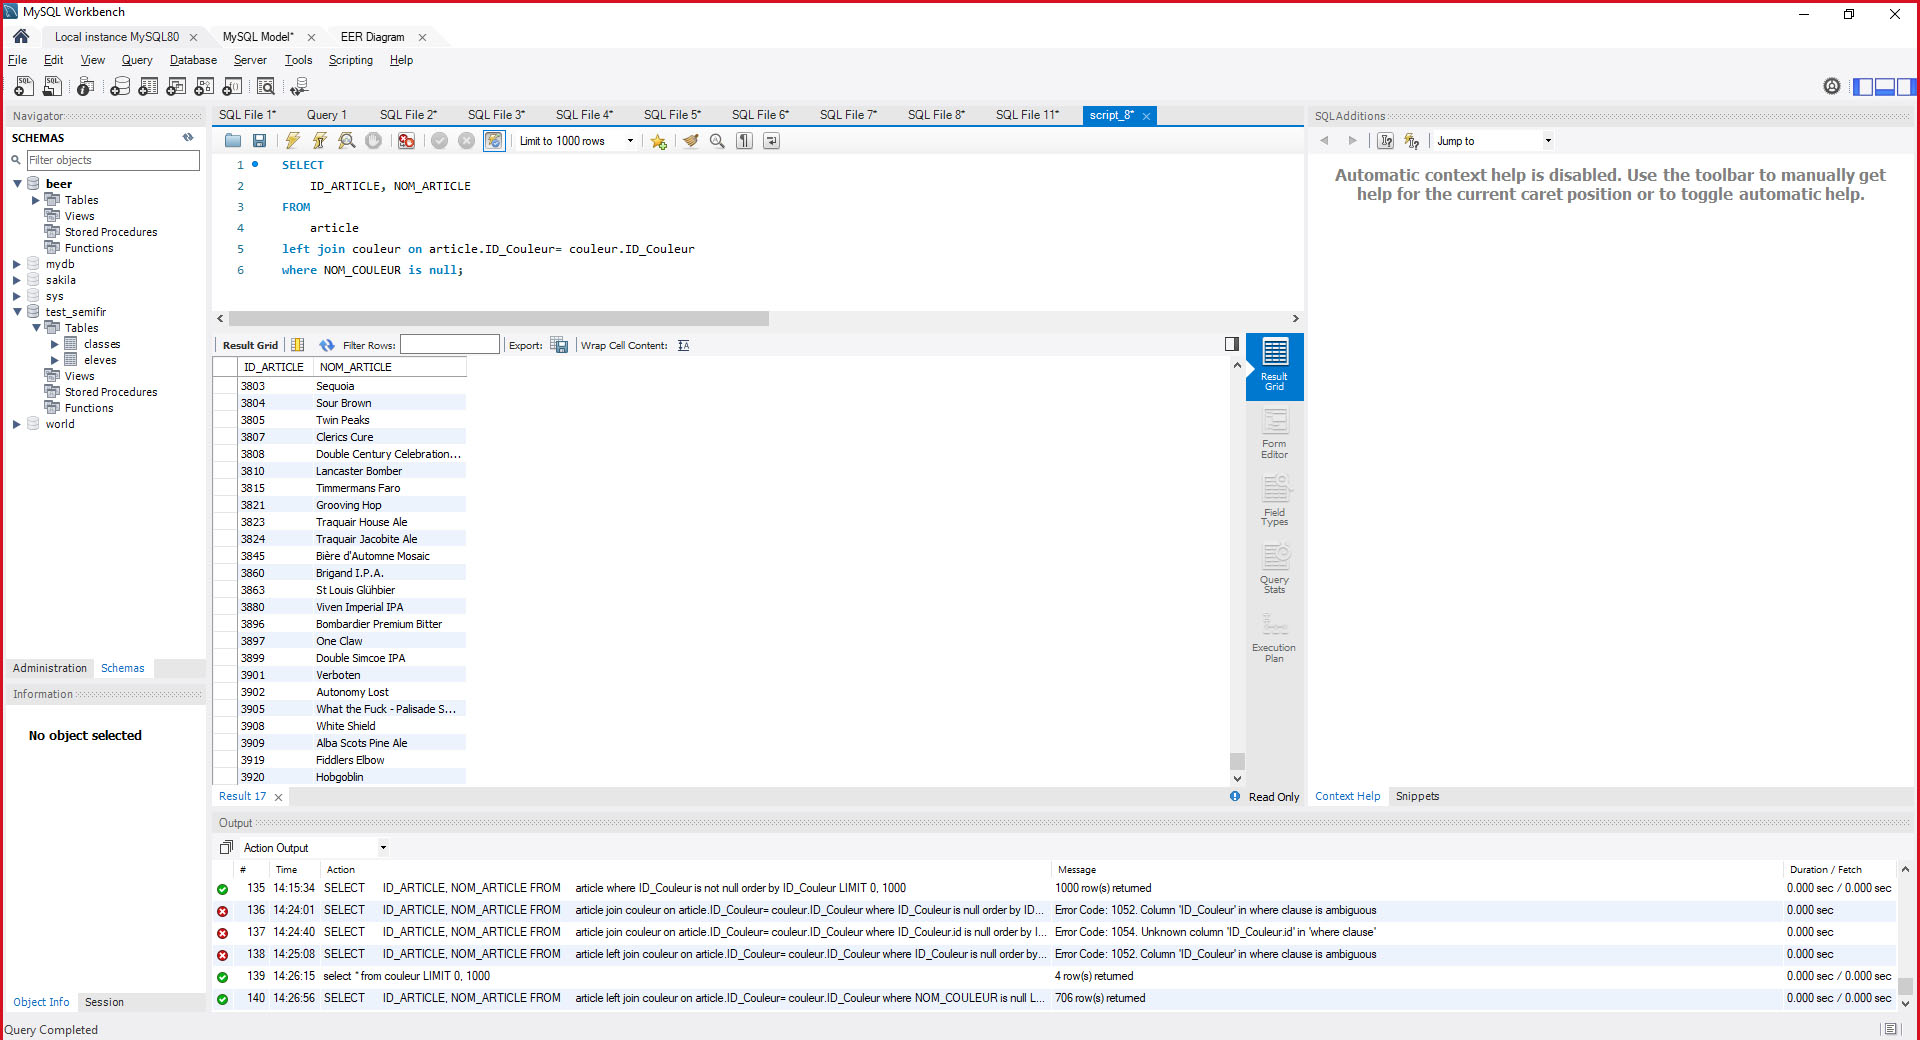 MySQL Workbench
Local instance MySQL80
MySQL Model*
EER Diagram
File Edit View Query Database Server Tools Scripting Help
Navigator
SCHEMAS
Filter objects
beer
Tables
Views
Stored Procedures
Functions
mydb
sakila
sys
test_semifir
Tables
classes
eleves
Views
Stored Procedures
Functions
world
Administration Schemas
Information
No object selected
Object Info Session
SQL File 1* Query 1 SQL File 2* SQL File 3* SQL File 4* SQL File 5* SQL File 6* SQL File 7* SQL File 8* SQL File 11* script_8*
Limit to 1000 rows
1 SELECT
2 ID_ARTICLE, NOM_ARTICLE
3 FROM
4 article
5 left join couleur on article.ID_Couleur= couleur.ID_Couleur
6 where NOM_COULEUR is null;
Result Grid Filter Rows: Export: Wrap Cell Content:
ID_ARTICLE NOM_ARTICLE
3803 Sequoia
3804 Sour Brown
3805 Twin Peaks
3807 Clerics Cure
3808 Double Century Celebration...
3810 Lancaster Bomber
3815 Timmermans Faro
3821 Grooving Hop
3823 Traquair House Ale
3824 Traquair Jacobite Ale
3845 Bière d'Automne Mosaic
3860 Brigand I.P.A.
3863 St Louis Glühbier
3880 Viven Imperial IPA
3896 Bombardier Premium Bitter
3897 One Claw
3899 Double Simcoe IPA
3901 Verboten
3902 Autonomy Lost
3905 What the Fuck - Palisade S...
3908 White Shield
3909 Alba Scots Pine Ale
3919 Fiddlers Elbow
3920 Hobgoblin
Result
Grid
Form
Editor
Field
Types
Query
Stats
Execution
Plan
Result 17
Read Only
SQLAdditions
Jump to
Automatic context help is disabled. Use the toolbar to manually get
help for the current caret position or to toggle automatic help.
Context Help Snippets
Output
Action Output
# Time Action Message Duration / Fetch
135 14:15:34 SELECT ID_ARTICLE, NOM_ARTICLE FROM article where ID_Couleur is not null order by ID_Couleur LIMIT 0, 1000 1000 row(s) returned 0.000 sec / 0.000 sec
136 14:24:01 SELECT ID_ARTICLE, NOM_ARTICLE FROM article join couleur on article.ID_Couleur= couleur.ID_Couleur where ID_Couleur is null order by ID... Error Code: 1052. Column 'ID_Couleur' in where clause is ambiguous 0.000 sec
137 14:24:40 SELECT ID_ARTICLE, NOM_ARTICLE FROM article join couleur on article.ID_Couleur= couleur.ID_Couleur where ID_Couleur.id is null order by I... Error Code: 1054. Unknown column 'ID_Couleur.id' in 'where clause' 0.000 sec
138 14:25:08 SELECT ID_ARTICLE, NOM_ARTICLE FROM article left join couleur on article.ID_Couleur= couleur.ID_Couleur where ID_Couleur is null order by... Error Code: 1052. Column 'ID_Couleur' in where clause is ambiguous 0.000 sec
139 14:26:15 select * from couleur LIMIT 0, 1000 4 row(s) returned 0.000 sec / 0.000 sec
140 14:26:56 SELECT ID_ARTICLE, NOM_ARTICLE FROM article left join couleur on article.ID_Couleur= couleur.ID_Couleur where NOM_COULEUR is null L... 706 row(s) returned 0.000 sec / 0.000 sec
Query Completed